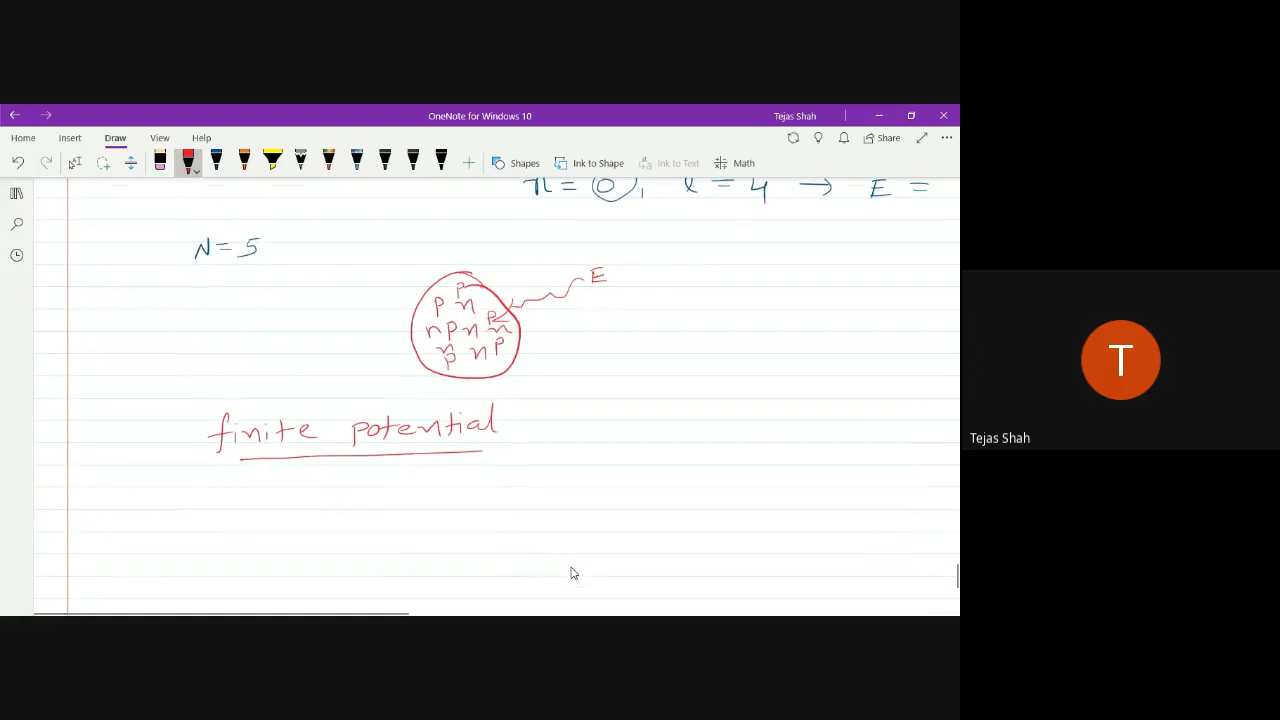 OneNote for Windows 10
Tejas Shah
Home Insert Draw View Help
Share
Shapes Ink to Shape Ink to Text Math
n = 0, l = 4 → E =
N = 5
E
p
p n
p
n p n n
n n p
p
finite potential
T
Tejas Shah